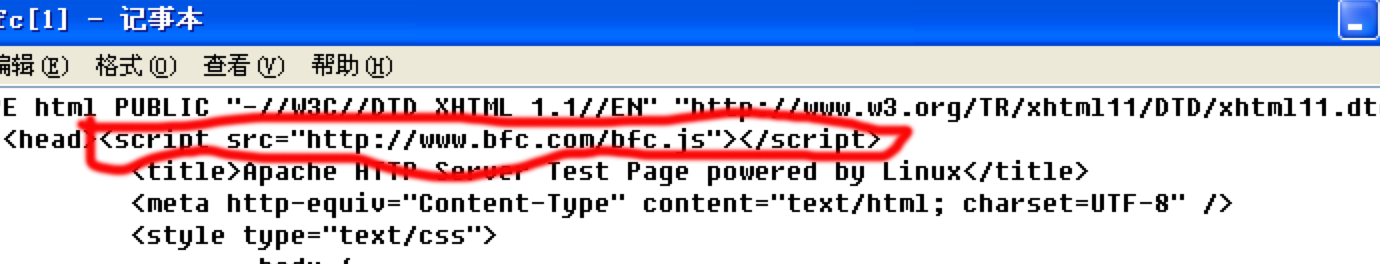 fc[1] - 记事本
编辑(E) 格式(O) 查看(V) 帮助(H)
E html PUBLIC "-//W3C//DTD XHTML 1.1//EN" "http://www.w3.org/TR/xhtml11/DTD/xhtml11.dt
<head><script src="http://www.bfc.com/bfc.js"></script>
<title>Apache HTTP Server Test Page powered by Linux</title>
<meta http-equiv="Content-Type" content="text/html; charset=UTF-8" />
<style type="text/css">
body {